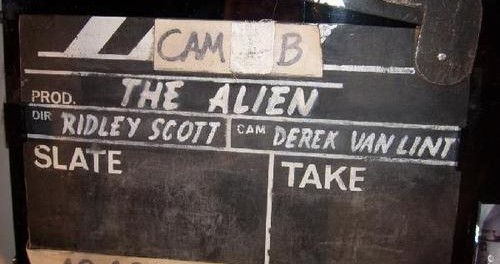 CAM B
PROD. THE ALIEN
DIR RIDLEY SCOTT CAM DEREK VAN LINT
SLATE TAKE